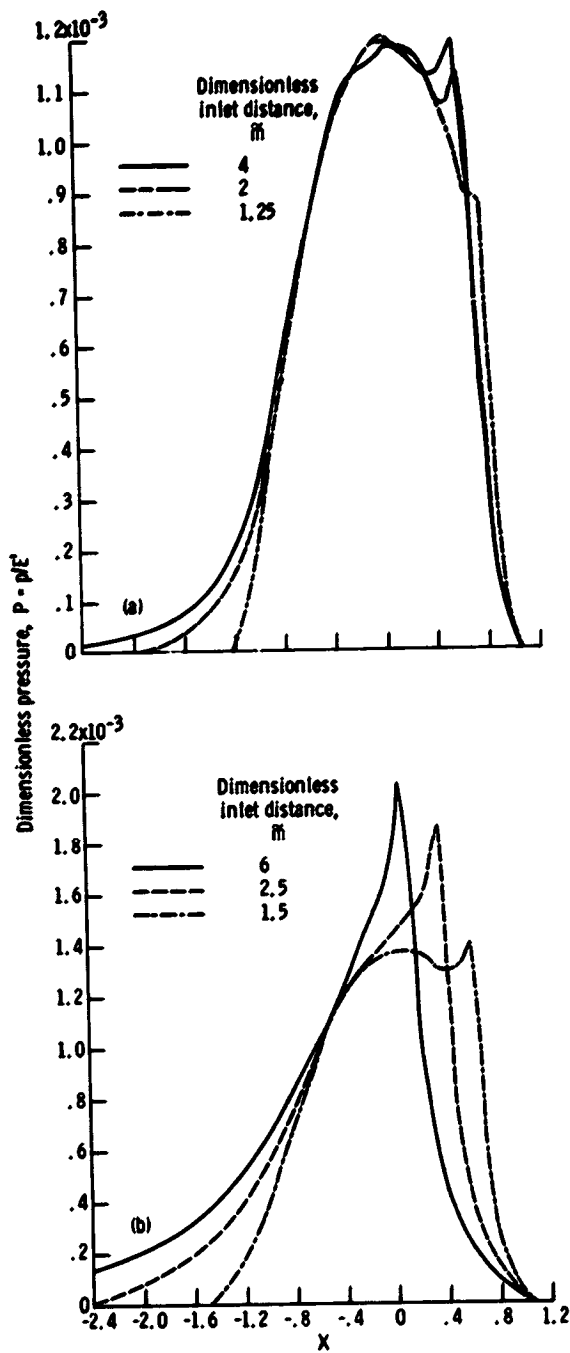 1.2x10-3
Dimensionless
inlet distance,
m̃
4
2
1.25
1.1
1.0
.9
.8
.7
.6
.5
.4
.3
.2
.1
0
(a)
Dimensionless pressure, P = p/E'
2.2x10-3
Dimensionless
inlet distance,
m̃
6
2.5
1.5
2.0
1.8
1.6
1.4
1.2
1.0
.8
.6
.4
.2
0
(b)
-2.4 -2.0 -1.6 -1.2 -.8 -.4 0 .4 .8 1.2
X